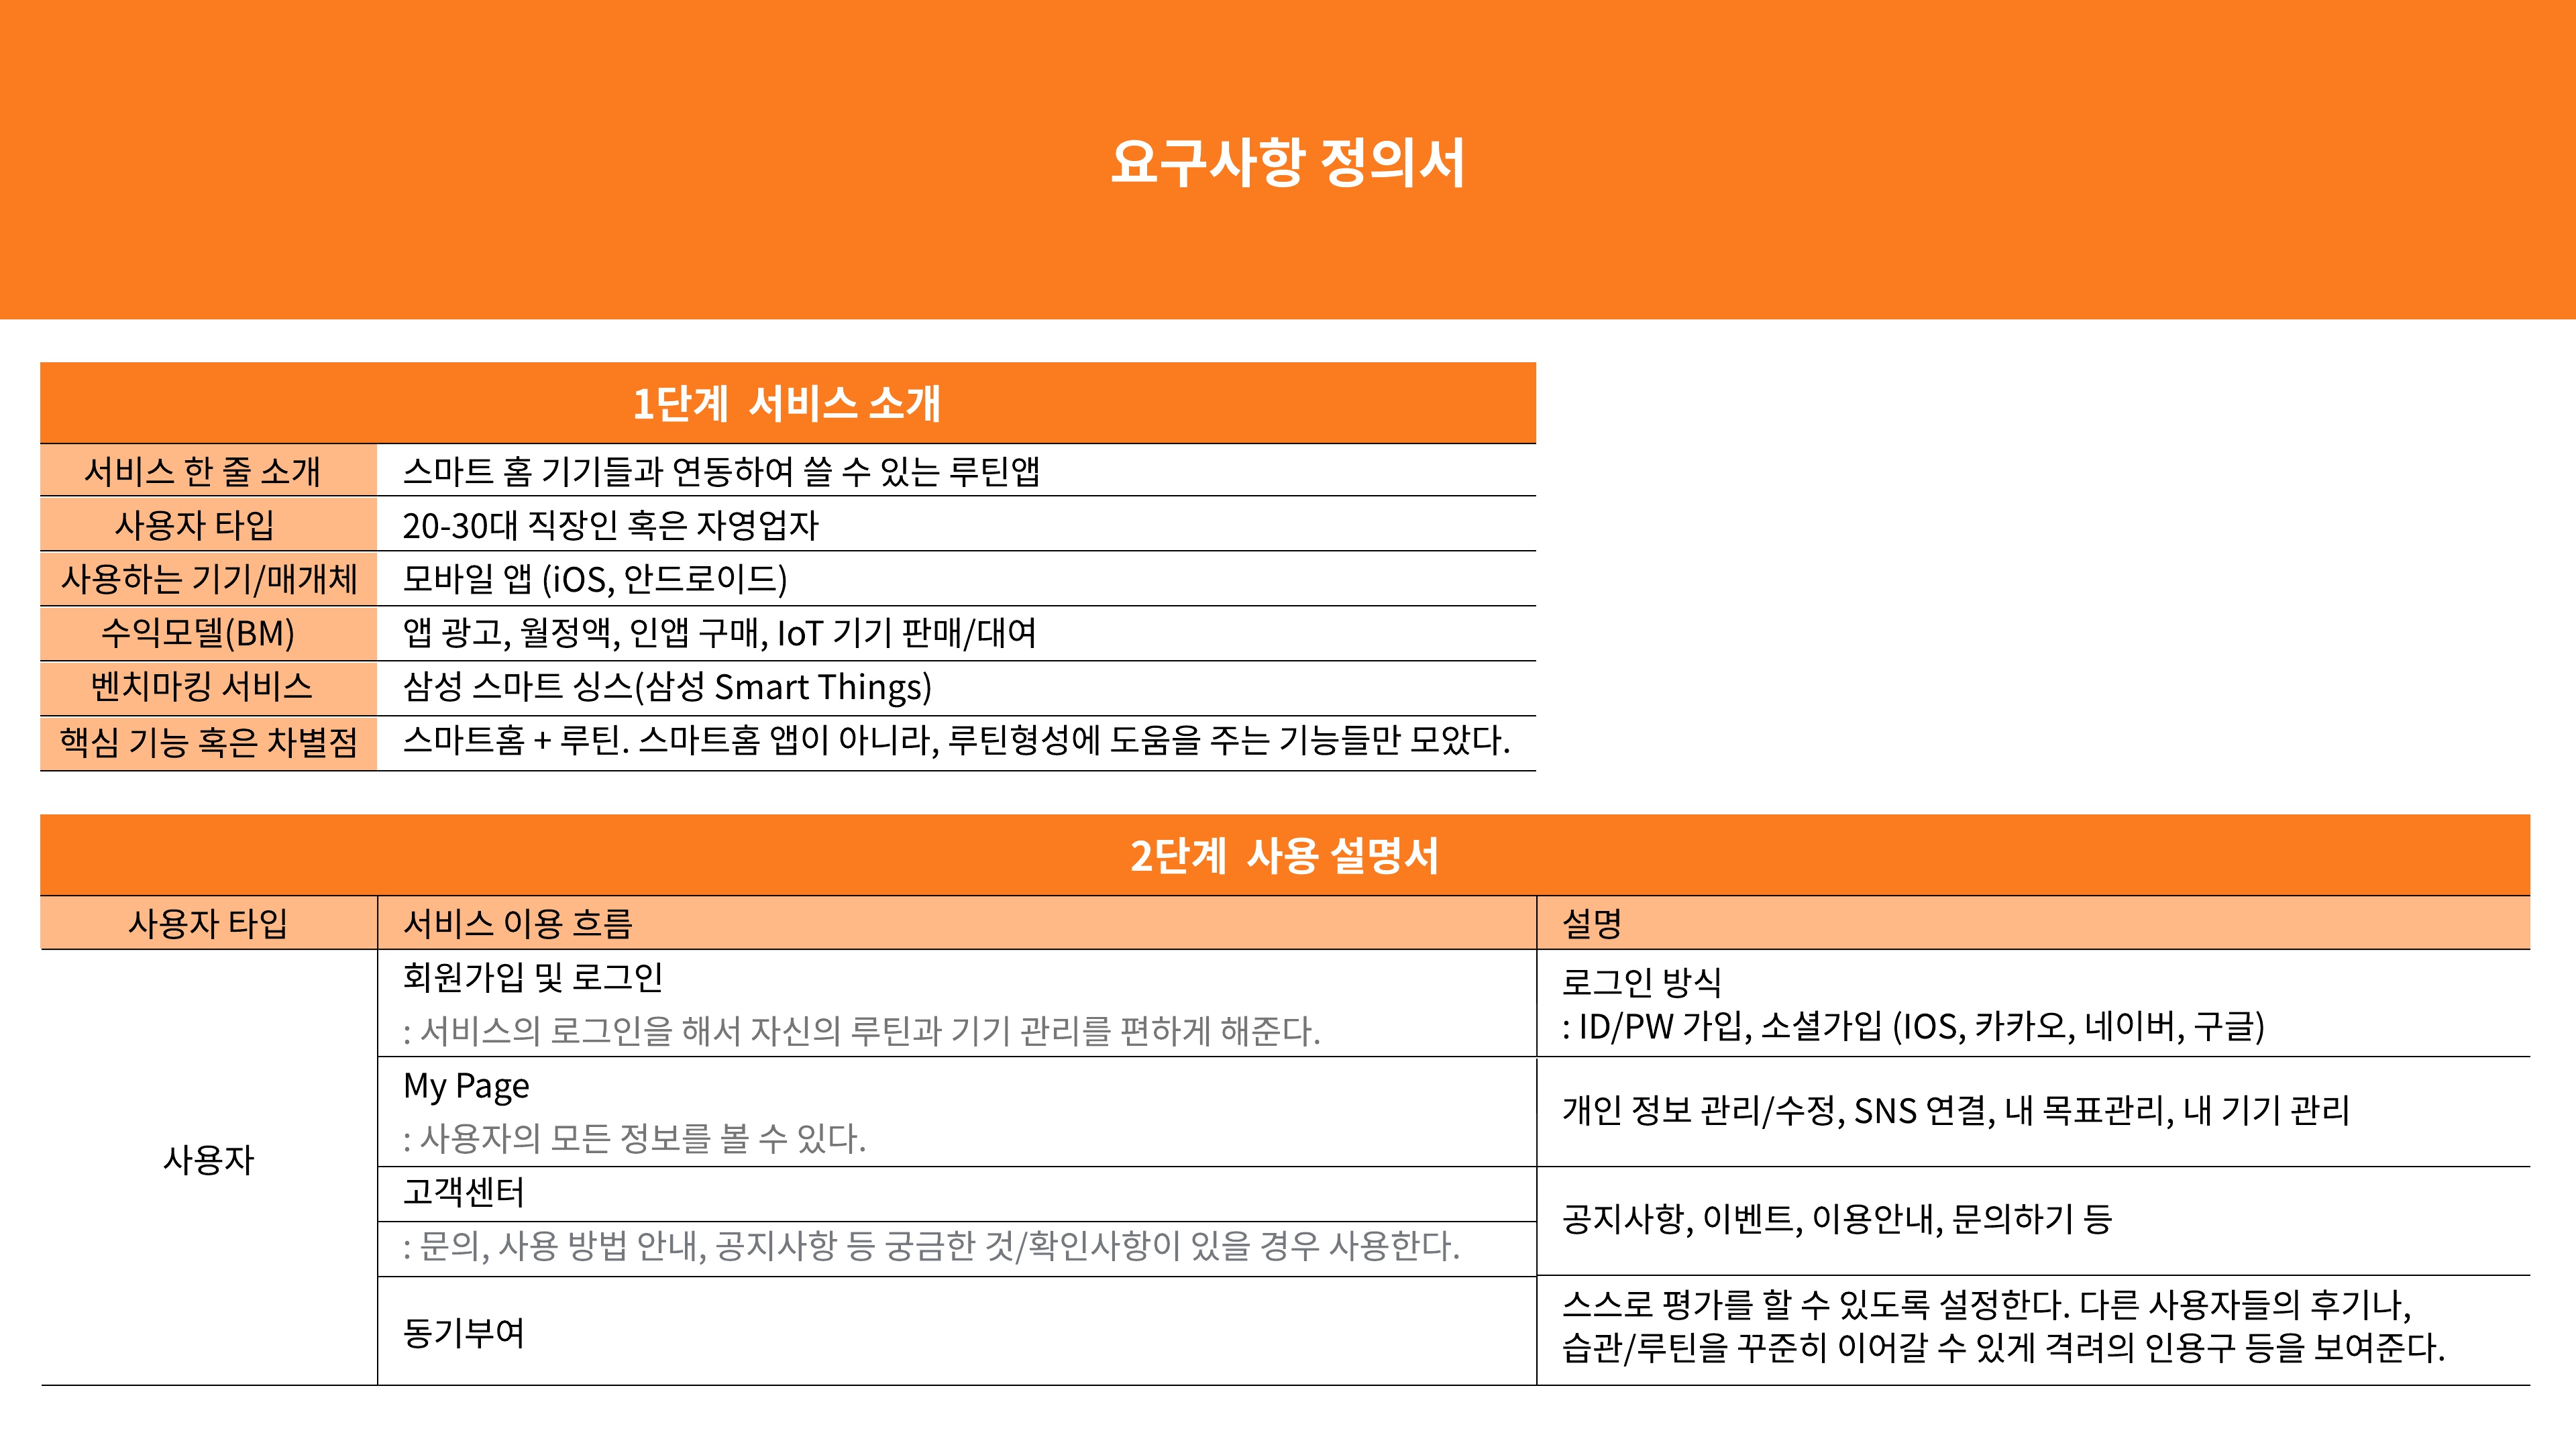 요구사항 정의서
1단계 서비스 소개
서비스 한 줄 소개 스마트 홈 기기들과 연동하여 쓸 수 있는 루틴앱
사용자 타입 20-30대 직장인 혹은 자영업자
사용하는 기기/매개체 모바일 앱 (iOS, 안드로이드)
수익모델(BM) 앱 광고, 월정액, 인앱 구매, IoT 기기 판매/대여
벤치마킹 서비스 삼성 스마트 싱스(삼성 Smart Things)
핵심 기능 혹은 차별점 스마트홈 + 루틴. 스마트홈 앱이 아니라, 루틴형성에 도움을 주는 기능들만 모았다.
2단계 사용 설명서
사용자 타입 서비스 이용 흐름 설명
사용자
회원가입 및 로그인
: 서비스의 로그인을 해서 자신의 루틴과 기기 관리를 편하게 해준다.
로그인 방식
: ID/PW 가입, 소셜가입 (IOS, 카카오, 네이버, 구글)
My Page
: 사용자의 모든 정보를 볼 수 있다.
개인 정보 관리/수정, SNS 연결, 내 목표관리, 내 기기 관리
고객센터
: 문의, 사용 방법 안내, 공지사항 등 궁금한 것/확인사항이 있을 경우 사용한다.
공지사항, 이벤트, 이용안내, 문의하기 등
동기부여
스스로 평가를 할 수 있도록 설정한다. 다른 사용자들의 후기나,
습관/루틴을 꾸준히 이어갈 수 있게 격려의 인용구 등을 보여준다.